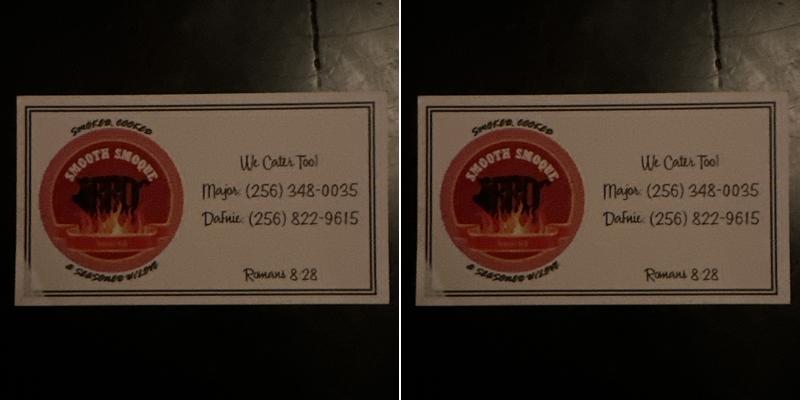 SMOKED, COOKED
SMOOTH SMOQUE
BBQ
& SEASONED W/LOVE
We Cater Too!
Major: (256) 348-0035
Dafnie: (256) 822-9615
Romans 8:28
SMOKED, COOKED
SMOOTH SMOQUE
BBQ
& SEASONED W/LOVE
We Cater Too!
Major: (256) 348-0035
Dafnie: (256) 822-9615
Romans 8:28